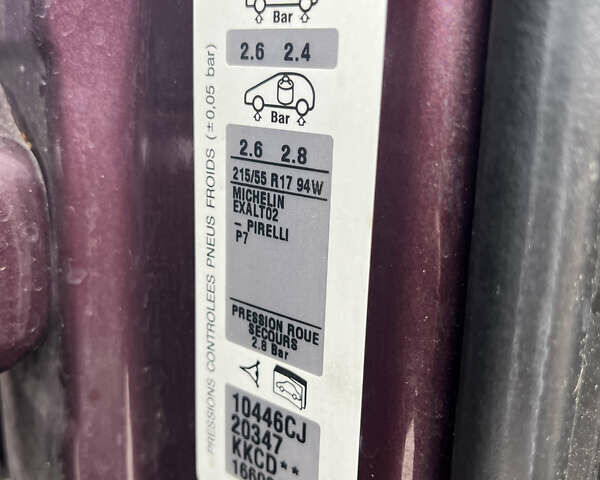 Bar
2.6 2.4
Bar
2.6 2.8
215/55 R17 94W
MICHELIN
EXALTO2
– PIRELLI
P7
PRESSION ROUE
SECOURS
2.8 Bar
10446CJ
20347
KKCD**
PRESSIONS CONTROLEES PNEUS FROIDS (±0,05 bar)